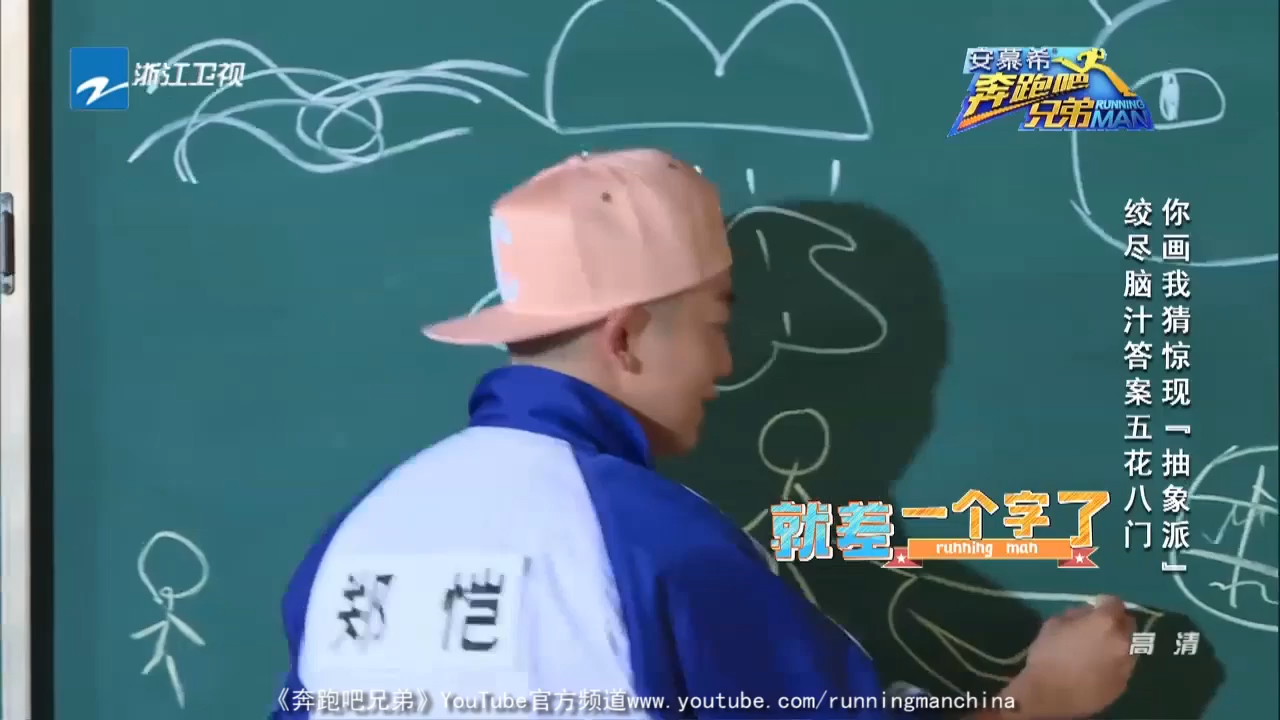 浙江卫视
安慕希
奔跑吧
兄弟
RUNNING
MAN
你画我猜惊现『抽象派』
绞尽脑汁答案五花八门
就差一个字了
running man
郑恺
高清
《奔跑吧兄弟》YouTube官方频道www.youtube.com/runningmanchina